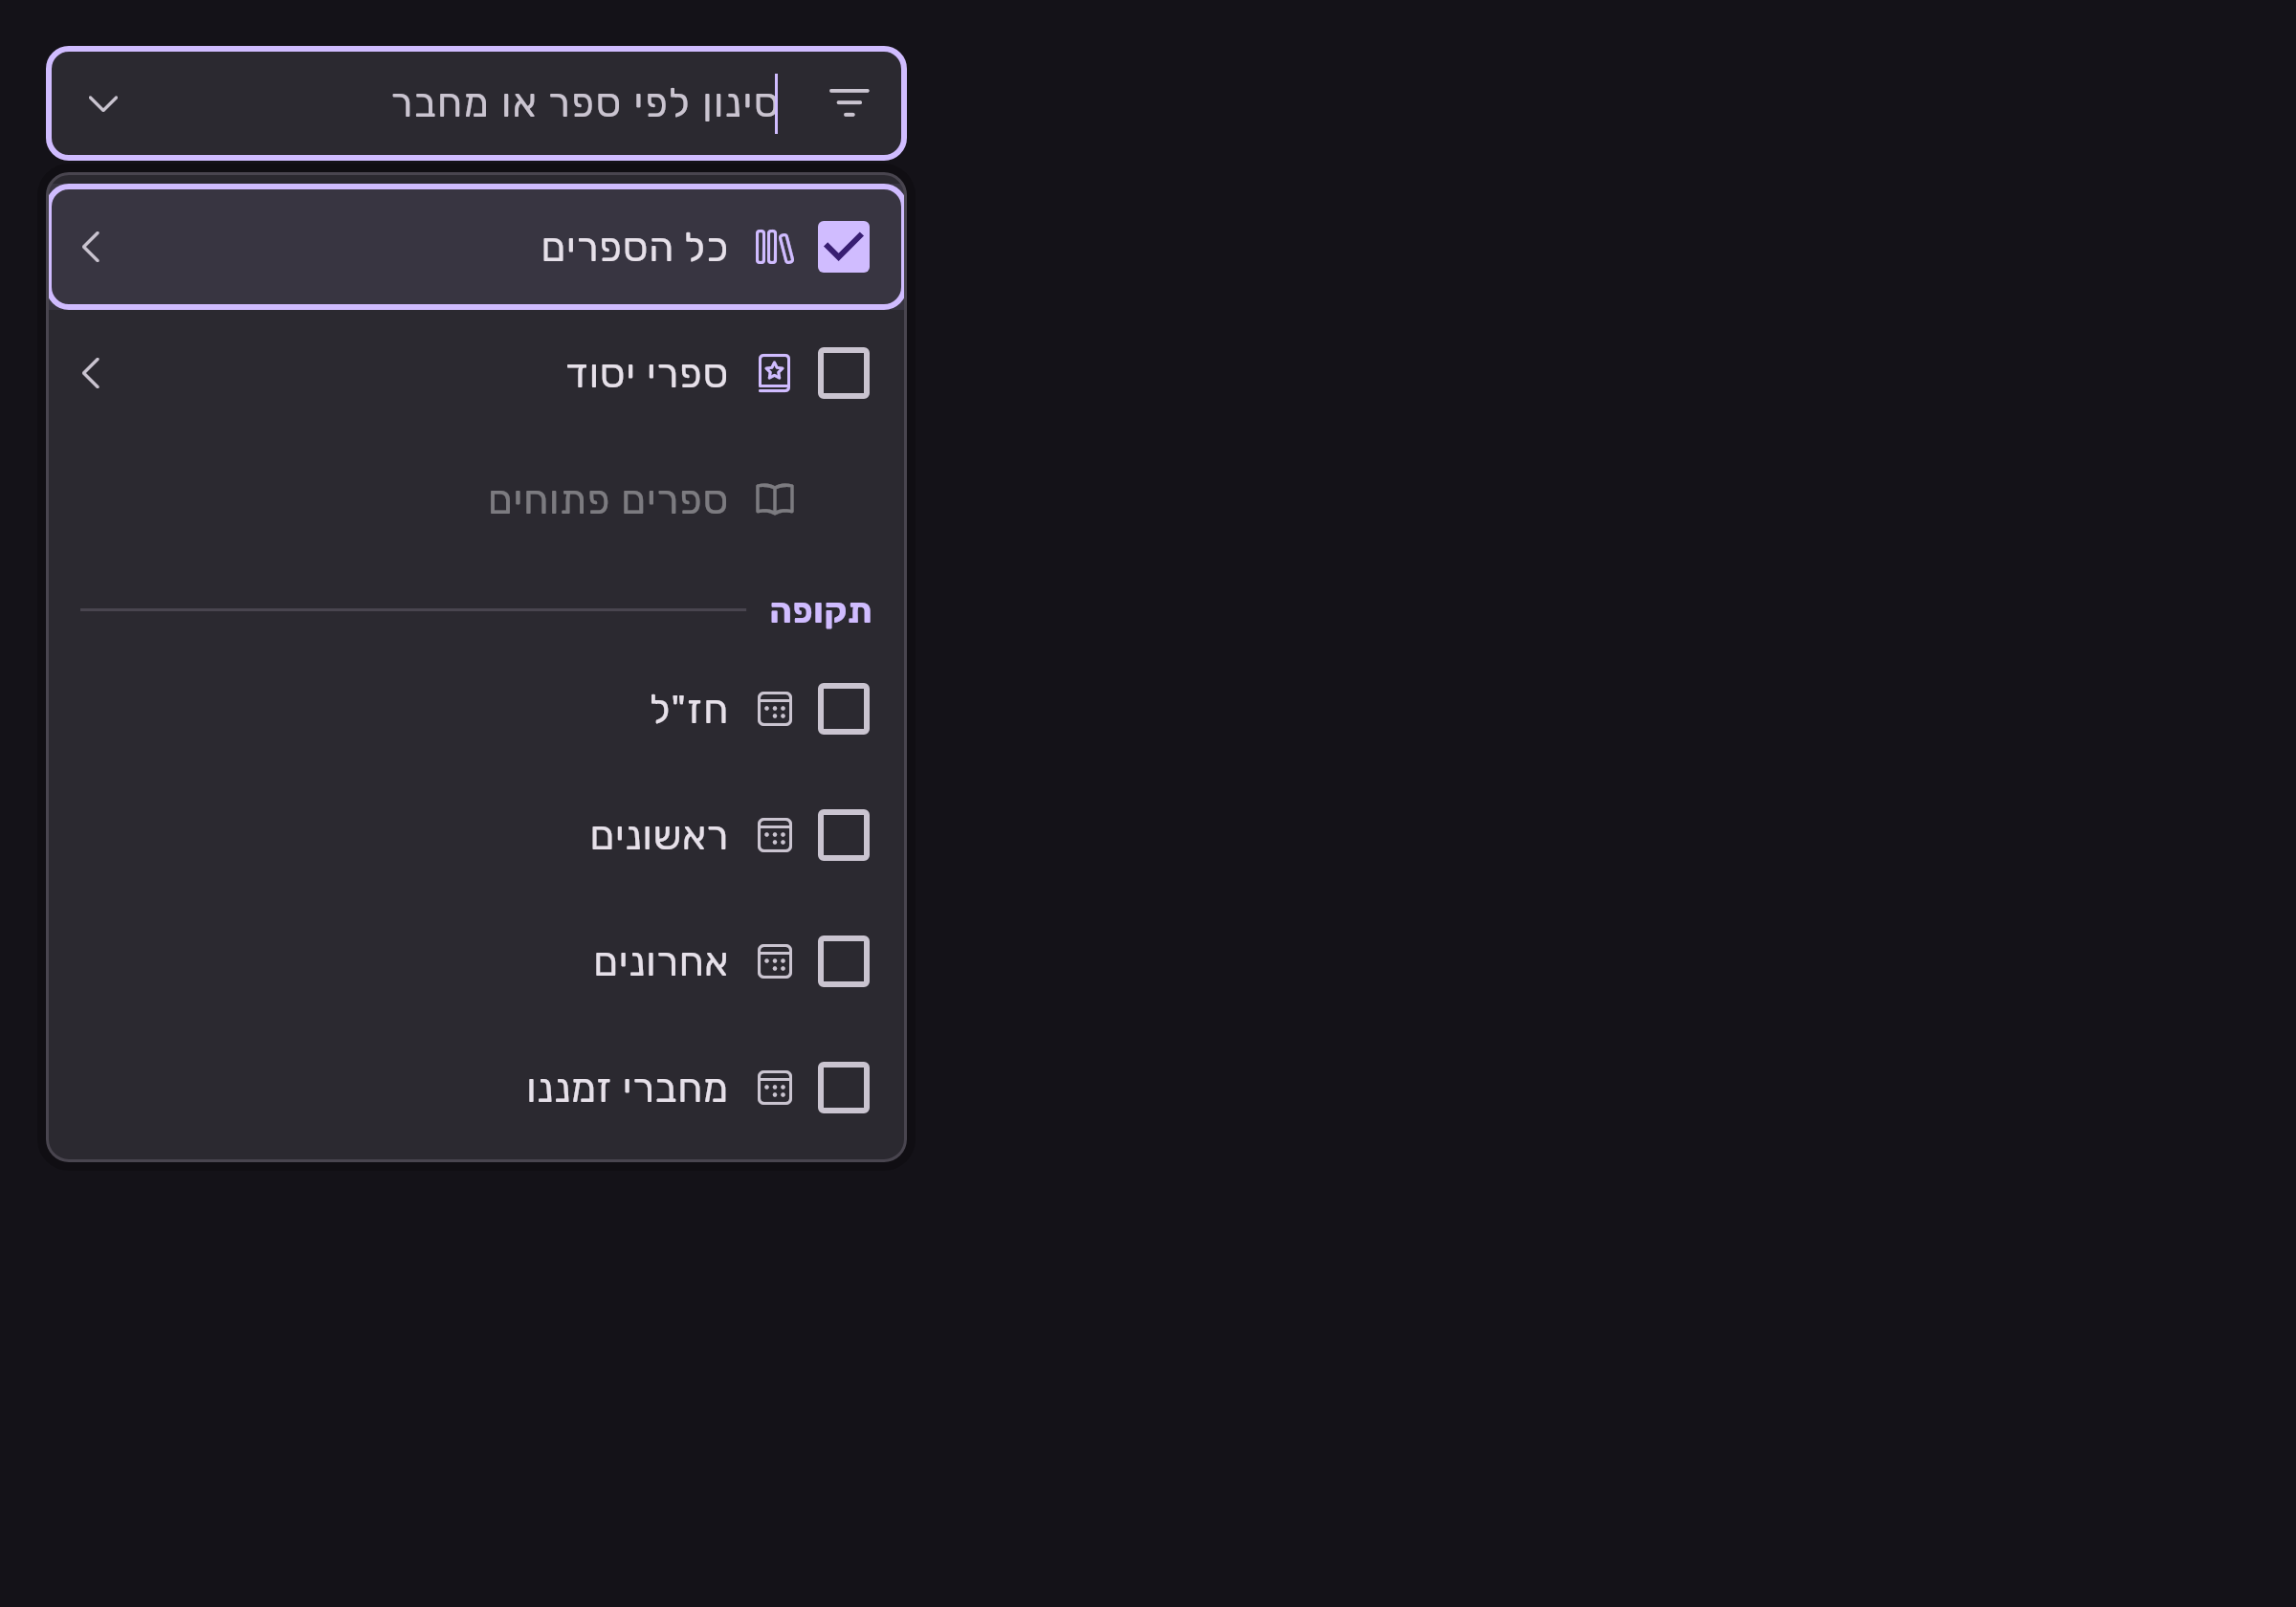 סינון לפי ספר או מחבר
כל הספרים
ספרי יסוד
ספרים פתוחים
תקופה
חז"ל
ראשונים
אחרונים
מחברי זמננו